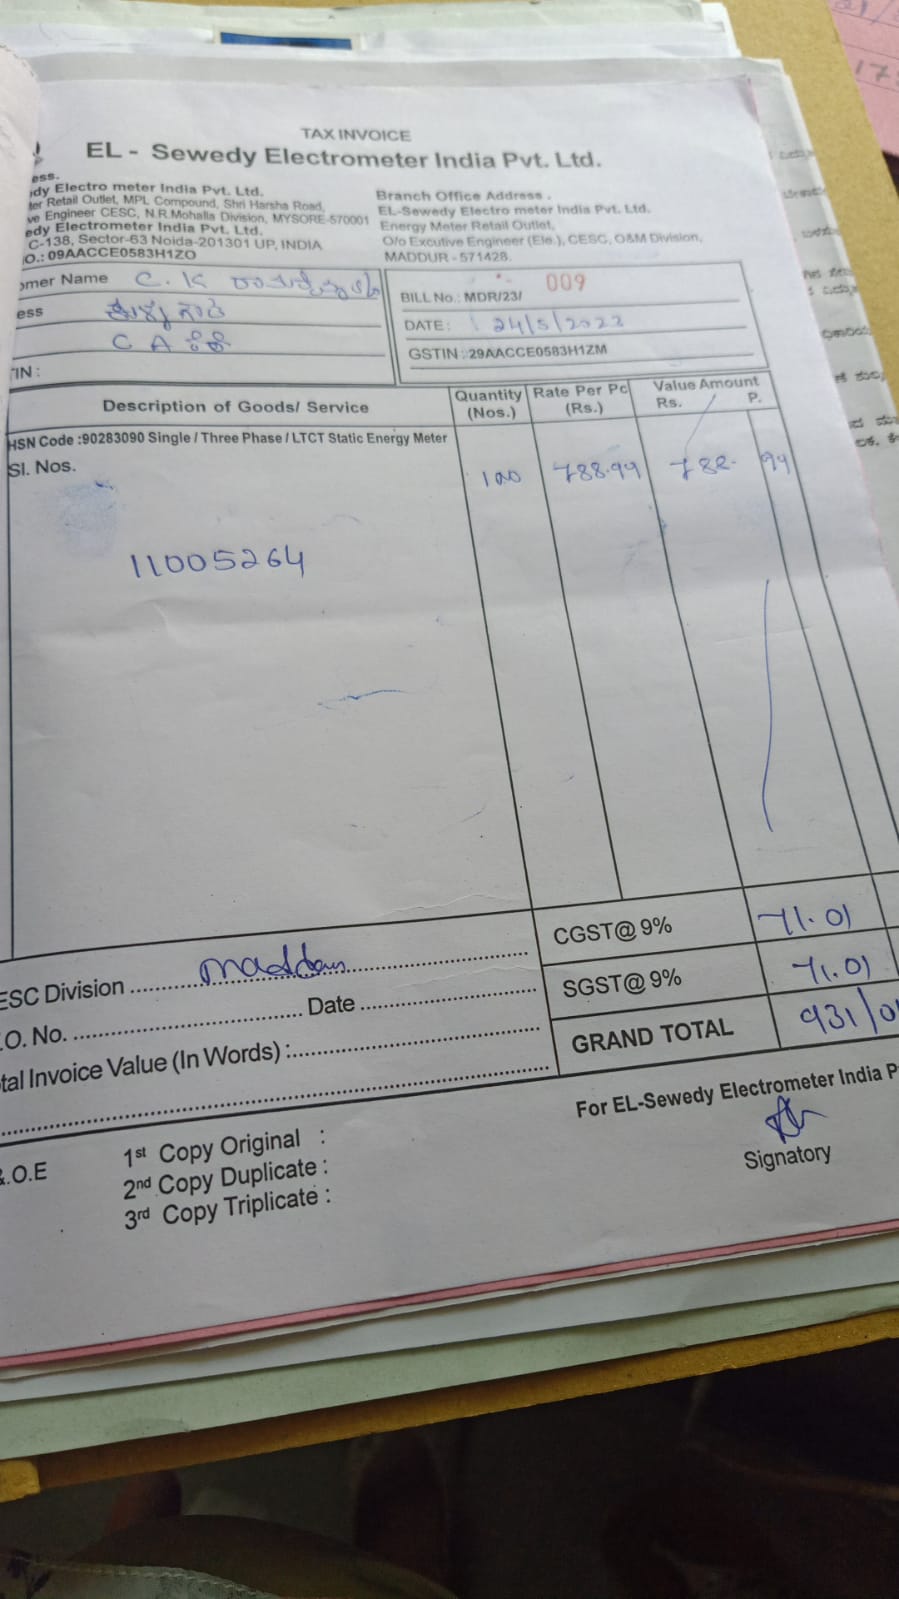 TAX INVOICE
EL - Sewedy Electrometer India Pvt. Ltd.
ess.
dy Electro meter India Pvt. Ltd.
ter Retail Outlet, MPL Compound, Shri Harsha Road,
ve Engineer CESC, N.R.Mohalla Division, MYSORE-570001
edy Electrometer India Pvt. Ltd.
C-138, Sector-63 Noida-201301 UP, INDIA
O.: 09AACCE0583H1ZO
Branch Office Address .
EL-Sewedy Electro meter India Pvt. Ltd.
Energy Meter Retail Outlet,
O/o Excutive Engineer (Ele.), CESC, O&M Division,
MADDUR - 571428.
omer Name C. K
ess
C A
TIN :
BILL No.: MDR/23/ 009
DATE : 24/5/2023
GSTIN : 29AACCE0583H1ZM
Description of Goods/ Service
Quantity (Nos.)
Rate Per Pc (Rs.)
Value Amount
Rs. P.
HSN Code :90283090 Single / Three Phase / LTCT Static Energy Meter
Sl. Nos.
788.99
99
11005264
CGST@ 9% 71.01
SGST@ 9% 71.01
GRAND TOTAL 931/0
ESC Division
.O. No. Date
tal Invoice Value (In Words) :
For EL-Sewedy Electrometer India P
Signatory
&.O.E
1st Copy Original :
2nd Copy Duplicate :
3rd Copy Triplicate :